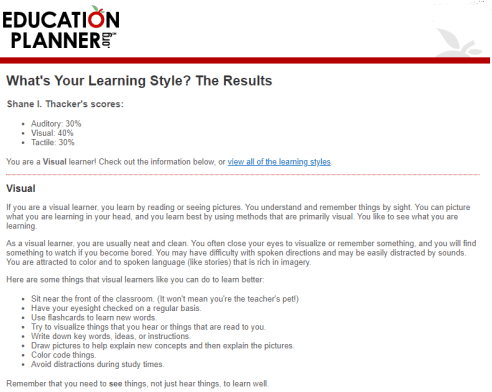 EDUCATION
PLANNER.org
What's Your Learning Style? The Results
Shane I. Thacker's scores:
• Auditory: 30%
• Visual: 40%
• Tactile: 30%
You are a Visual learner! Check out the information below, or view all of the learning styles.
Visual
If you are a visual learner, you learn by reading or seeing pictures. You understand and remember things by sight. You can picture
what you are learning in your head, and you learn best by using methods that are primarily visual. You like to see what you are
learning.
As a visual learner, you are usually neat and clean. You often close your eyes to visualize or remember something, and you will find
something to watch if you become bored. You may have difficulty with spoken directions and may be easily distracted by sounds.
You are attracted to color and to spoken language (like stories) that is rich in imagery.
Here are some things that visual learners like you can do to learn better:
• Sit near the front of the classroom. (It won't mean you're the teacher's pet!)
• Have your eyesight checked on a regular basis.
• Use flashcards to learn new words.
• Try to visualize things that you hear or things that are read to you.
• Write down key words, ideas, or instructions.
• Draw pictures to help explain new concepts and then explain the pictures.
• Color code things.
• Avoid distractions during study times.
Remember that you need to see things, not just hear things, to learn well.